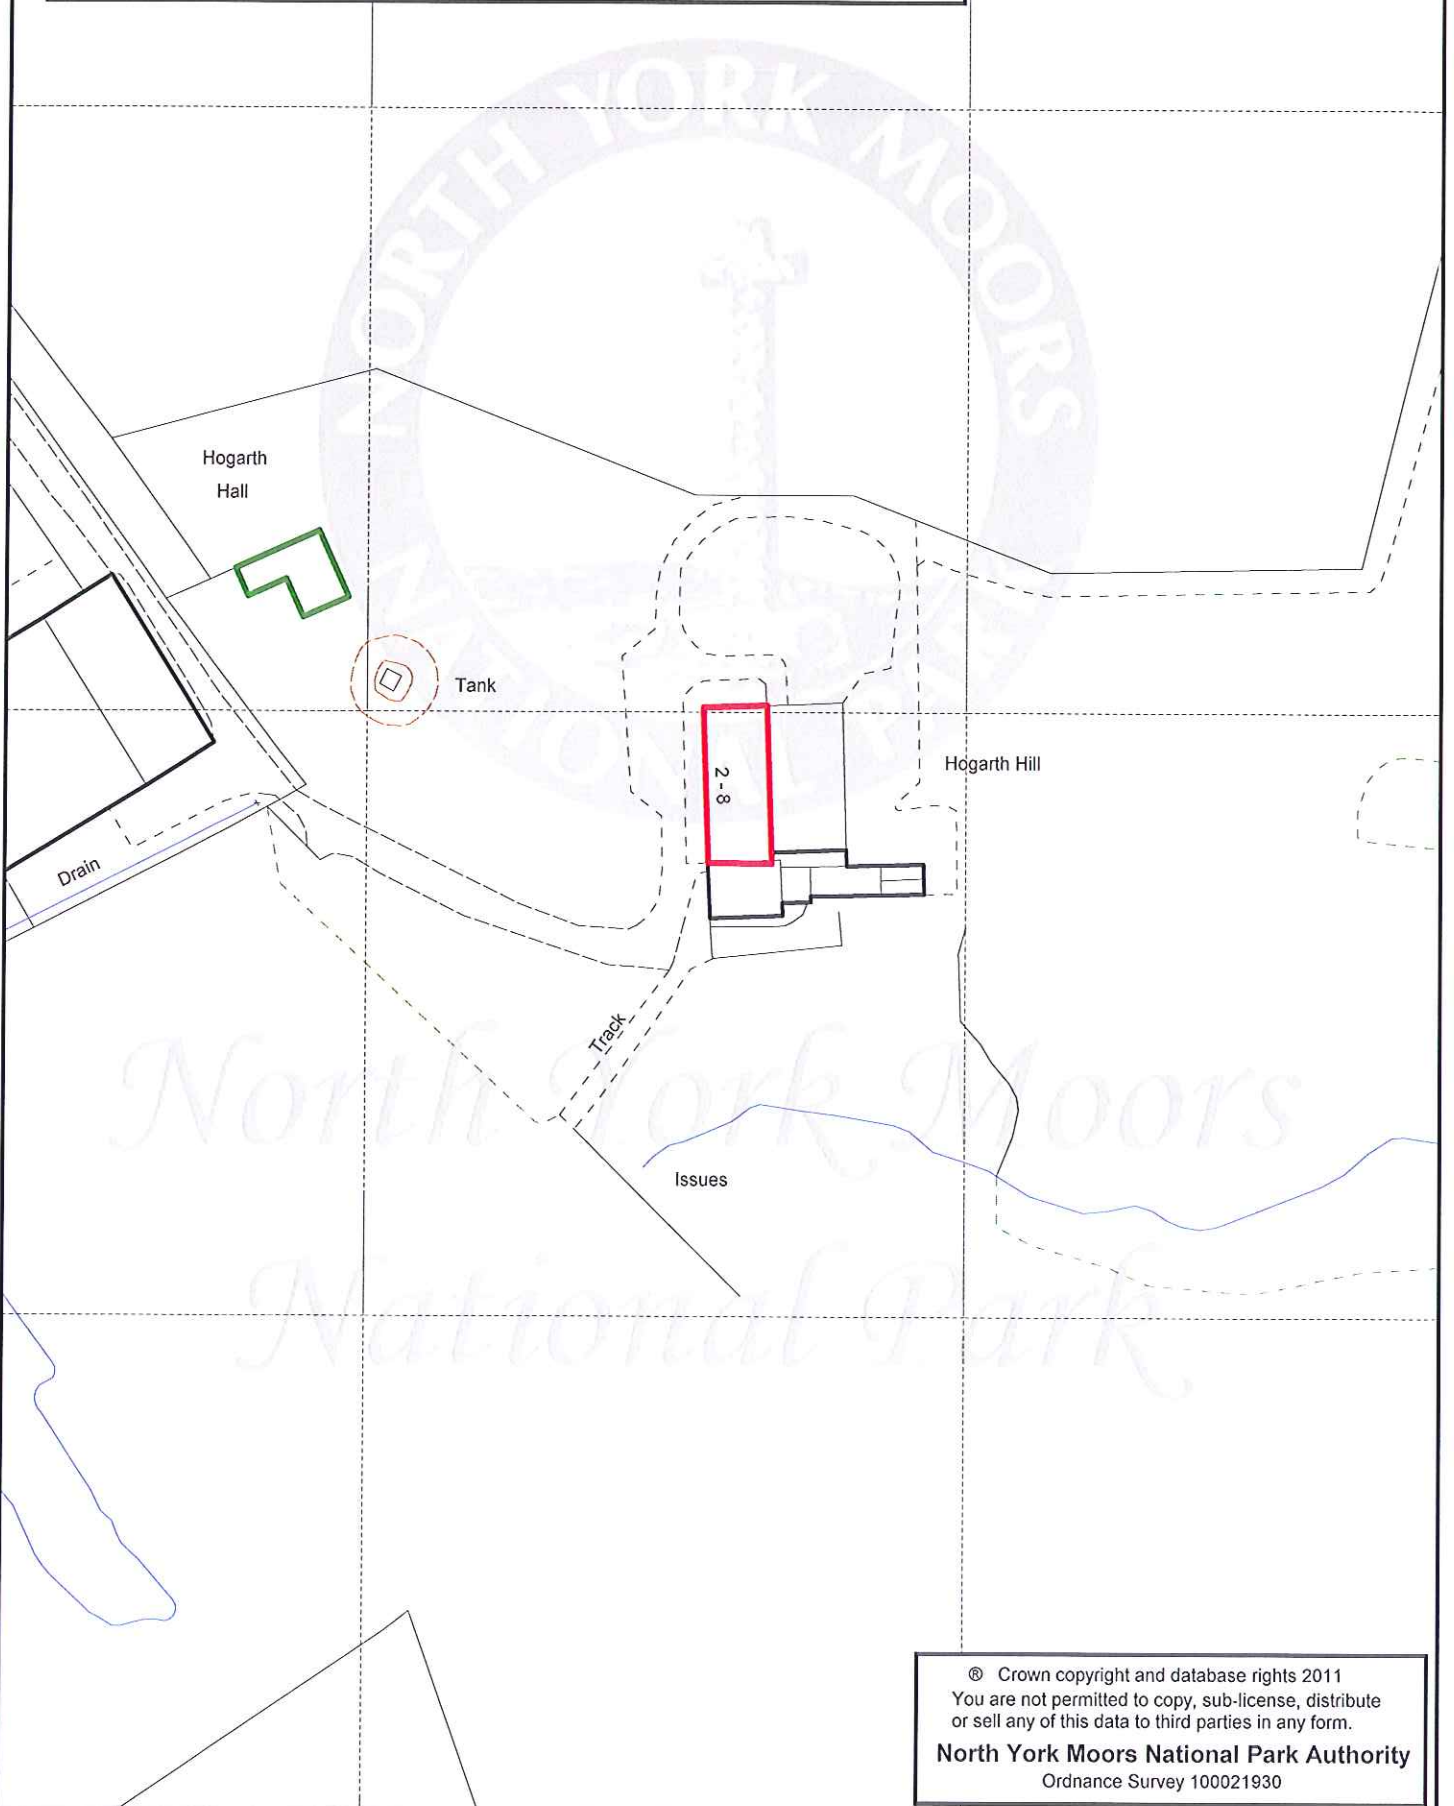 NORTH YORK MOORS
NATIONAL PARK
Hogarth
Hall
Tank
2 - 8
Hogarth Hill
Drain
Track
North York Moors
Issues
National Park
® Crown copyright and database rights 2011
You are not permitted to copy, sub-license, distribute
or sell any of this data to third parties in any form.
North York Moors National Park Authority
Ordnance Survey 100021930